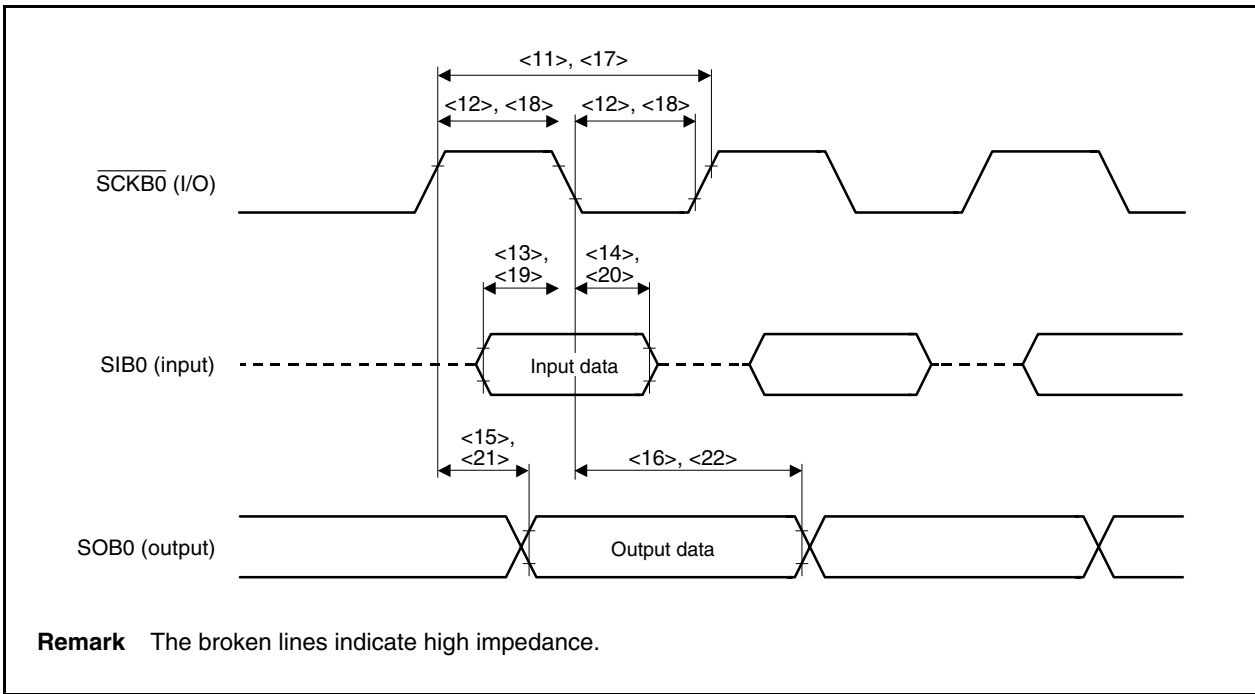 <11>, <17>
<12>, <18> <12>, <18>
SCKB0 (I/O)
<13>,
<19>
<14>,
<20>
SIB0 (input)
Input data
<15>,
<21>
<16>, <22>
SOB0 (output)
Output data
Remark The broken lines indicate high impedance.